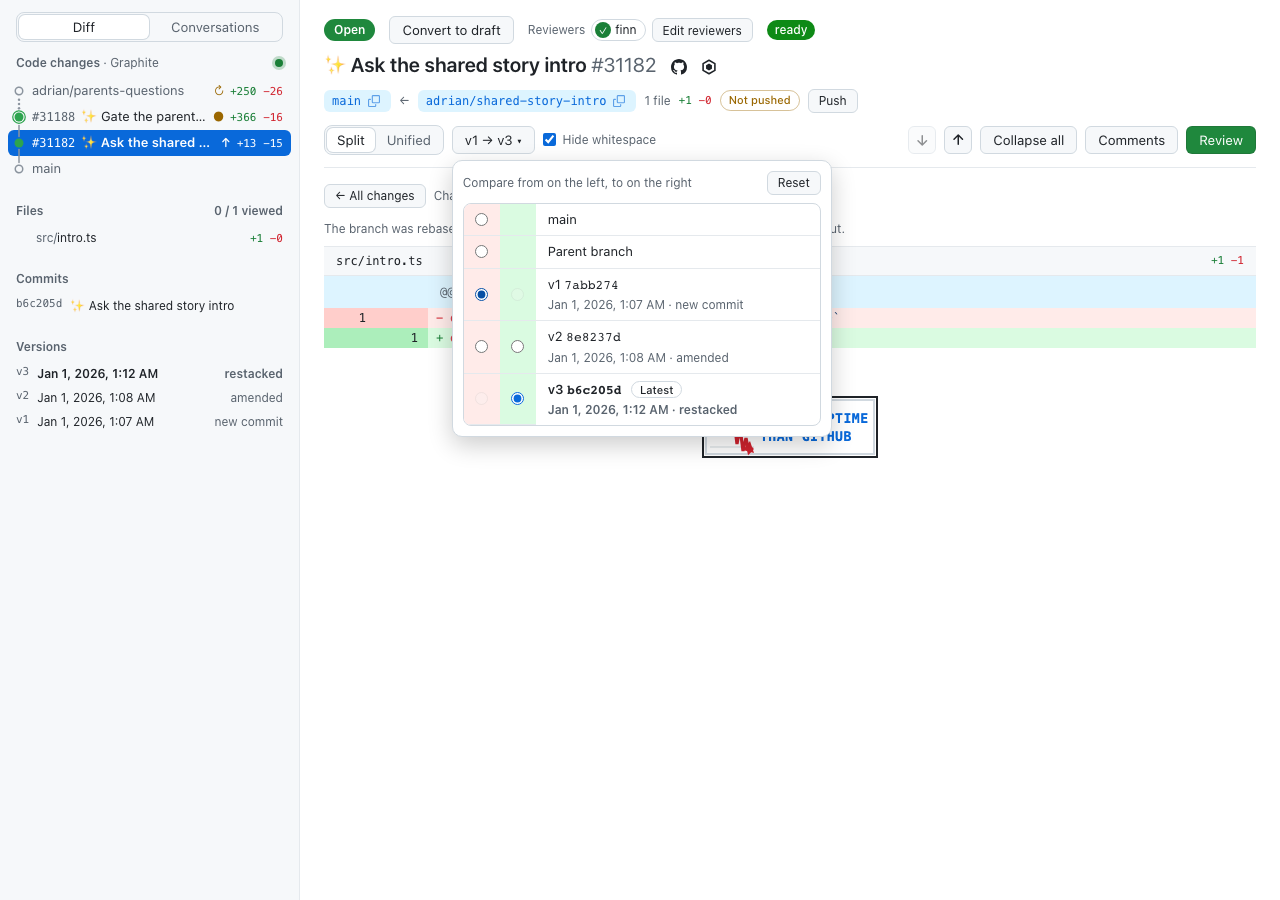 Diff Conversations
Code changes · Graphite
adrian/parents-questions +250 −26
#31188 ✨ Gate the parent... +366 −16
#31182 ✨ Ask the shared ... ↑ +13 −15
main
Files 0 / 1 viewed
src/intro.ts +1 −0
Commits
b6c205d ✨ Ask the shared story intro
Versions
v3 Jan 1, 2026, 1:12 AM restacked
v2 Jan 1, 2026, 1:08 AM amended
v1 Jan 1, 2026, 1:07 AM new commit
Open Convert to draft Reviewers finn Edit reviewers ready
✨ Ask the shared story intro #31182
main ← adrian/shared-story-intro 1 file +1 −0 Not pushed Push
Split Unified v1 → v3 ▾ Hide whitespace ↓ ↑ Collapse all Comments Review
← All changes
The branch was rebase
src/intro.ts +1 −1
@@
1 −
1 +
Compare from on the left, to on the right Reset
main
Parent branch
v1 7abb274
Jan 1, 2026, 1:07 AM · new commit
v2 8e8237d
Jan 1, 2026, 1:08 AM · amended
v3 b6c205d Latest
Jan 1, 2026, 1:12 AM · restacked
THAN GITHUB